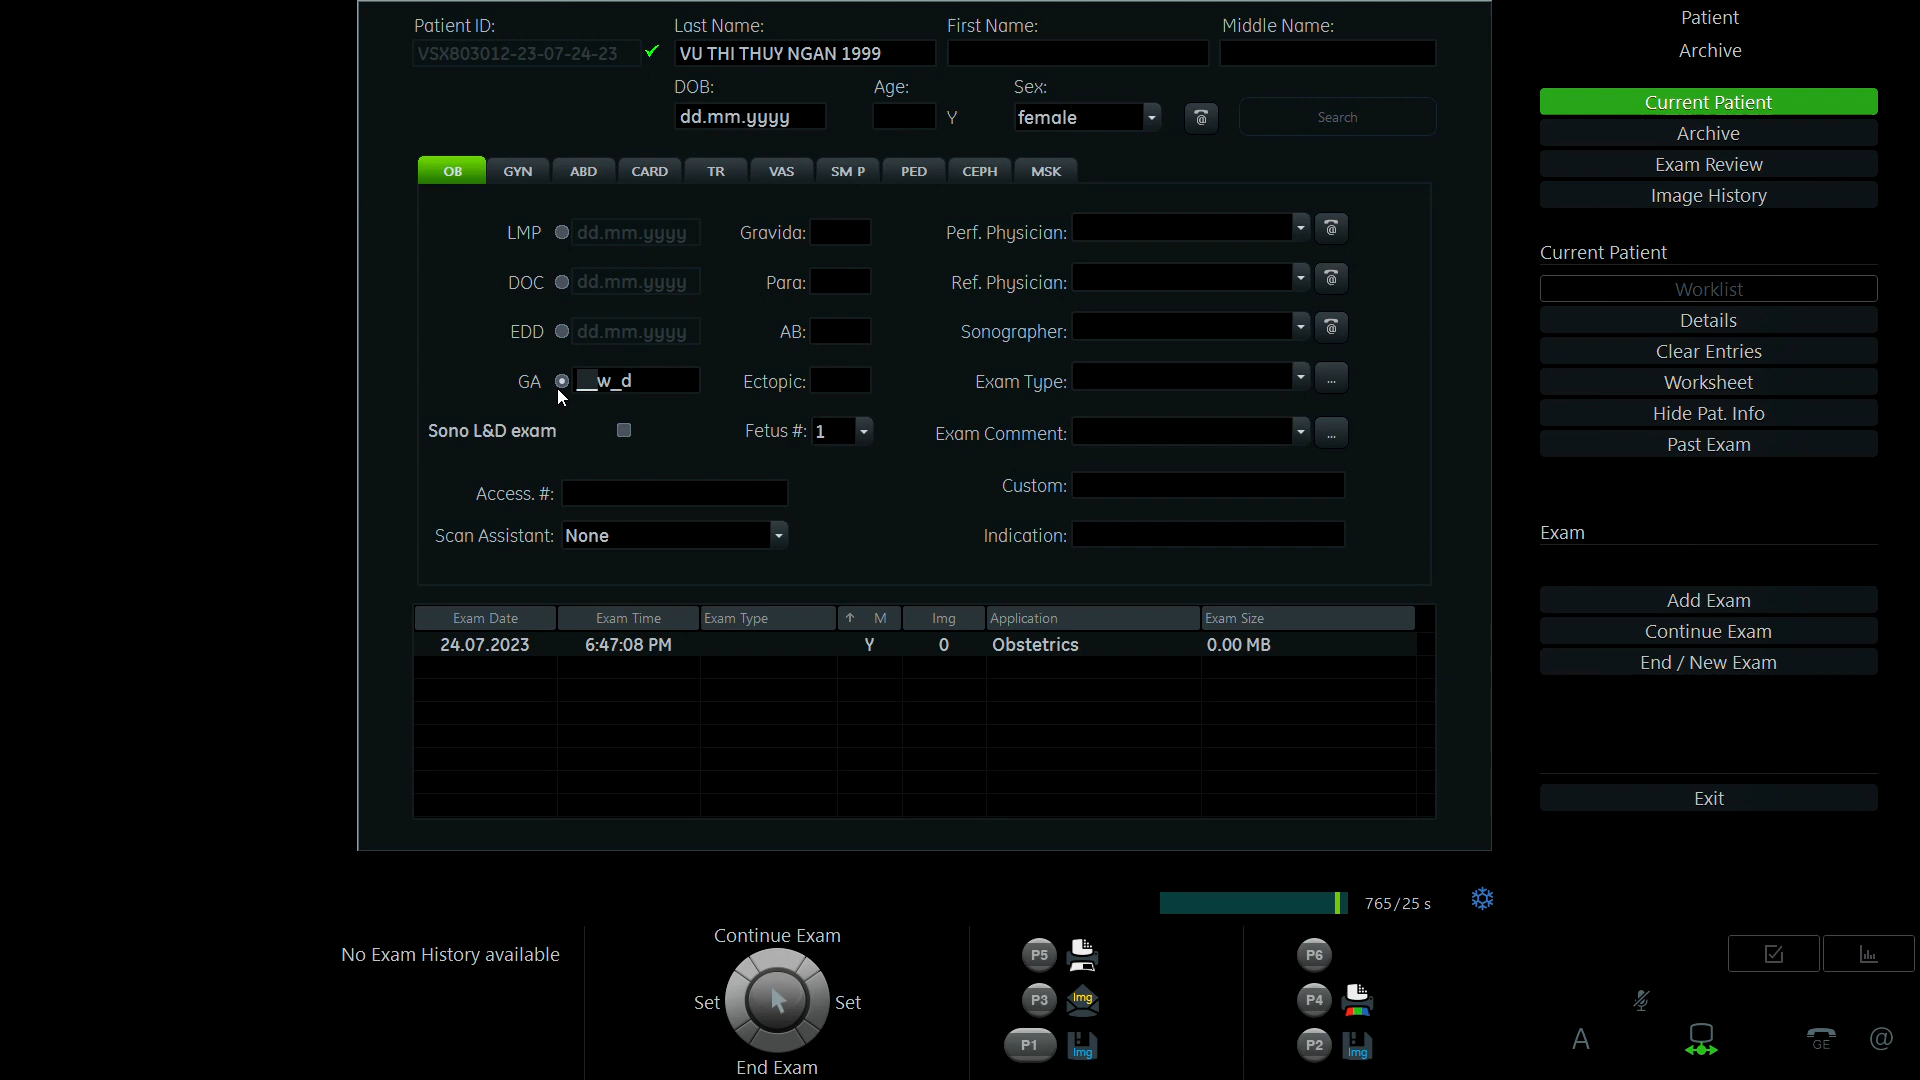 Patient ID: Last Name: First Name: Middle Name:
VSX803012-23-07-24-23 VU THI THUY NGAN 1999
DOB: Age: Sex:
dd.mm.yyyy Y female @ Search
OB GYN ABD CARD TR VAS SM P PED CEPH MSK
LMP dd.mm.yyyy Gravida: Perf. Physician: @
DOC dd.mm.yyyy Para: Ref. Physician: @
EDD dd.mm.yyyy AB: Sonographer: @
GA __w_d Ectopic: Exam Type: ...
Sono L&D exam Fetus #: 1 Exam Comment: ...
Access. #: Custom:
Scan Assistant: None Indication:
Exam Date Exam Time Exam Type ↑ M Img Application Exam Size
24.07.2023 6:47:08 PM Y 0 Obstetrics 0.00 MB
Patient
Archive
Current Patient
Archive
Exam Review
Image History
Current Patient
Worklist
Details
Clear Entries
Worksheet
Hide Pat. Info
Past Exam
Exam
Add Exam
Continue Exam
End / New Exam
Exit
765/25 s
No Exam History available
Continue Exam
Set Set
End Exam
P5
P3 Img
P1 Img
P6
P4
P2 Img
A GE @